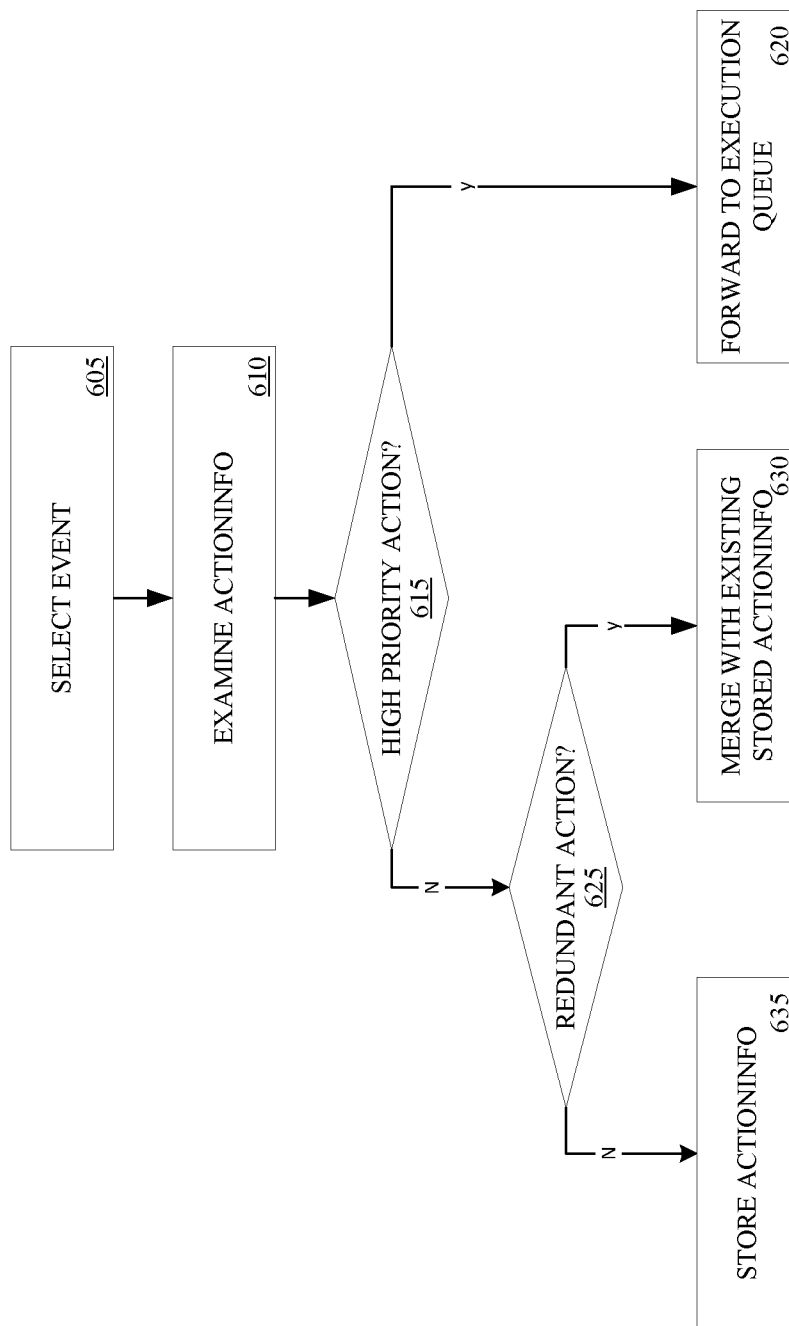 SELECT EVENT
605
EXAMINE ACTIONINFO
610
HIGH PRIORITY ACTION?
615
N
y
REDUNDANT ACTION?
625
N
y
STORE ACTIONINFO
635
MERGE WITH EXISTING
STORED ACTIONINFO
630
FORWARD TO EXECUTION
QUEUE
620